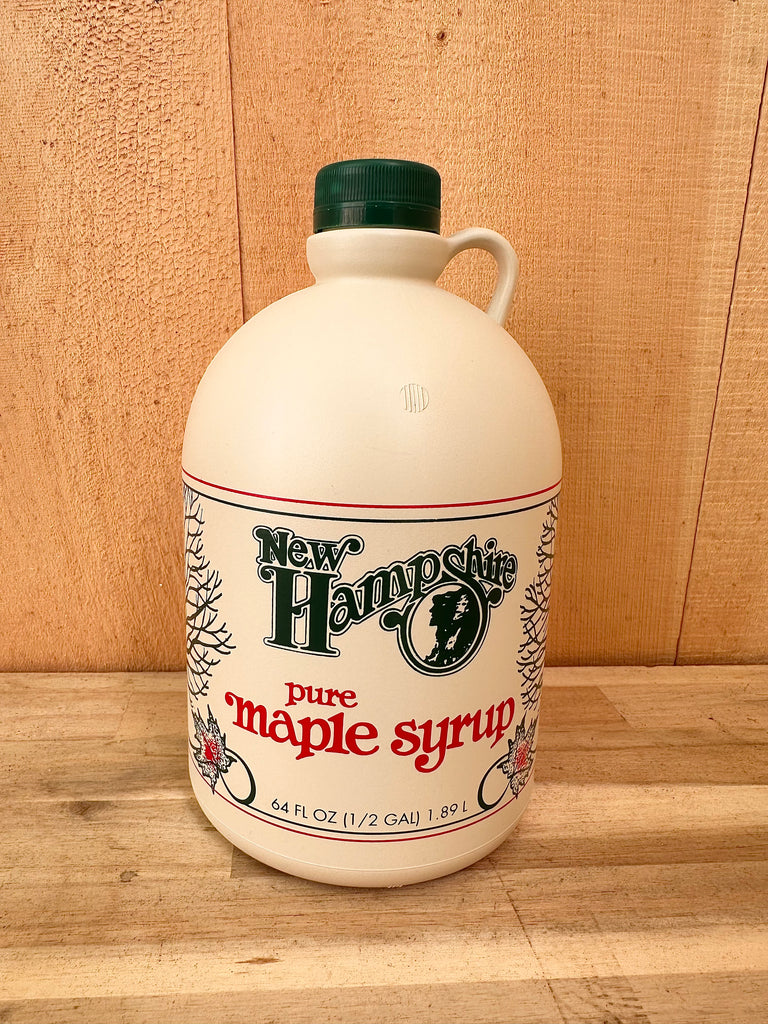 New
Hampshire
pure
maple syrup
64 FL OZ (1/2 GAL) 1.89 L